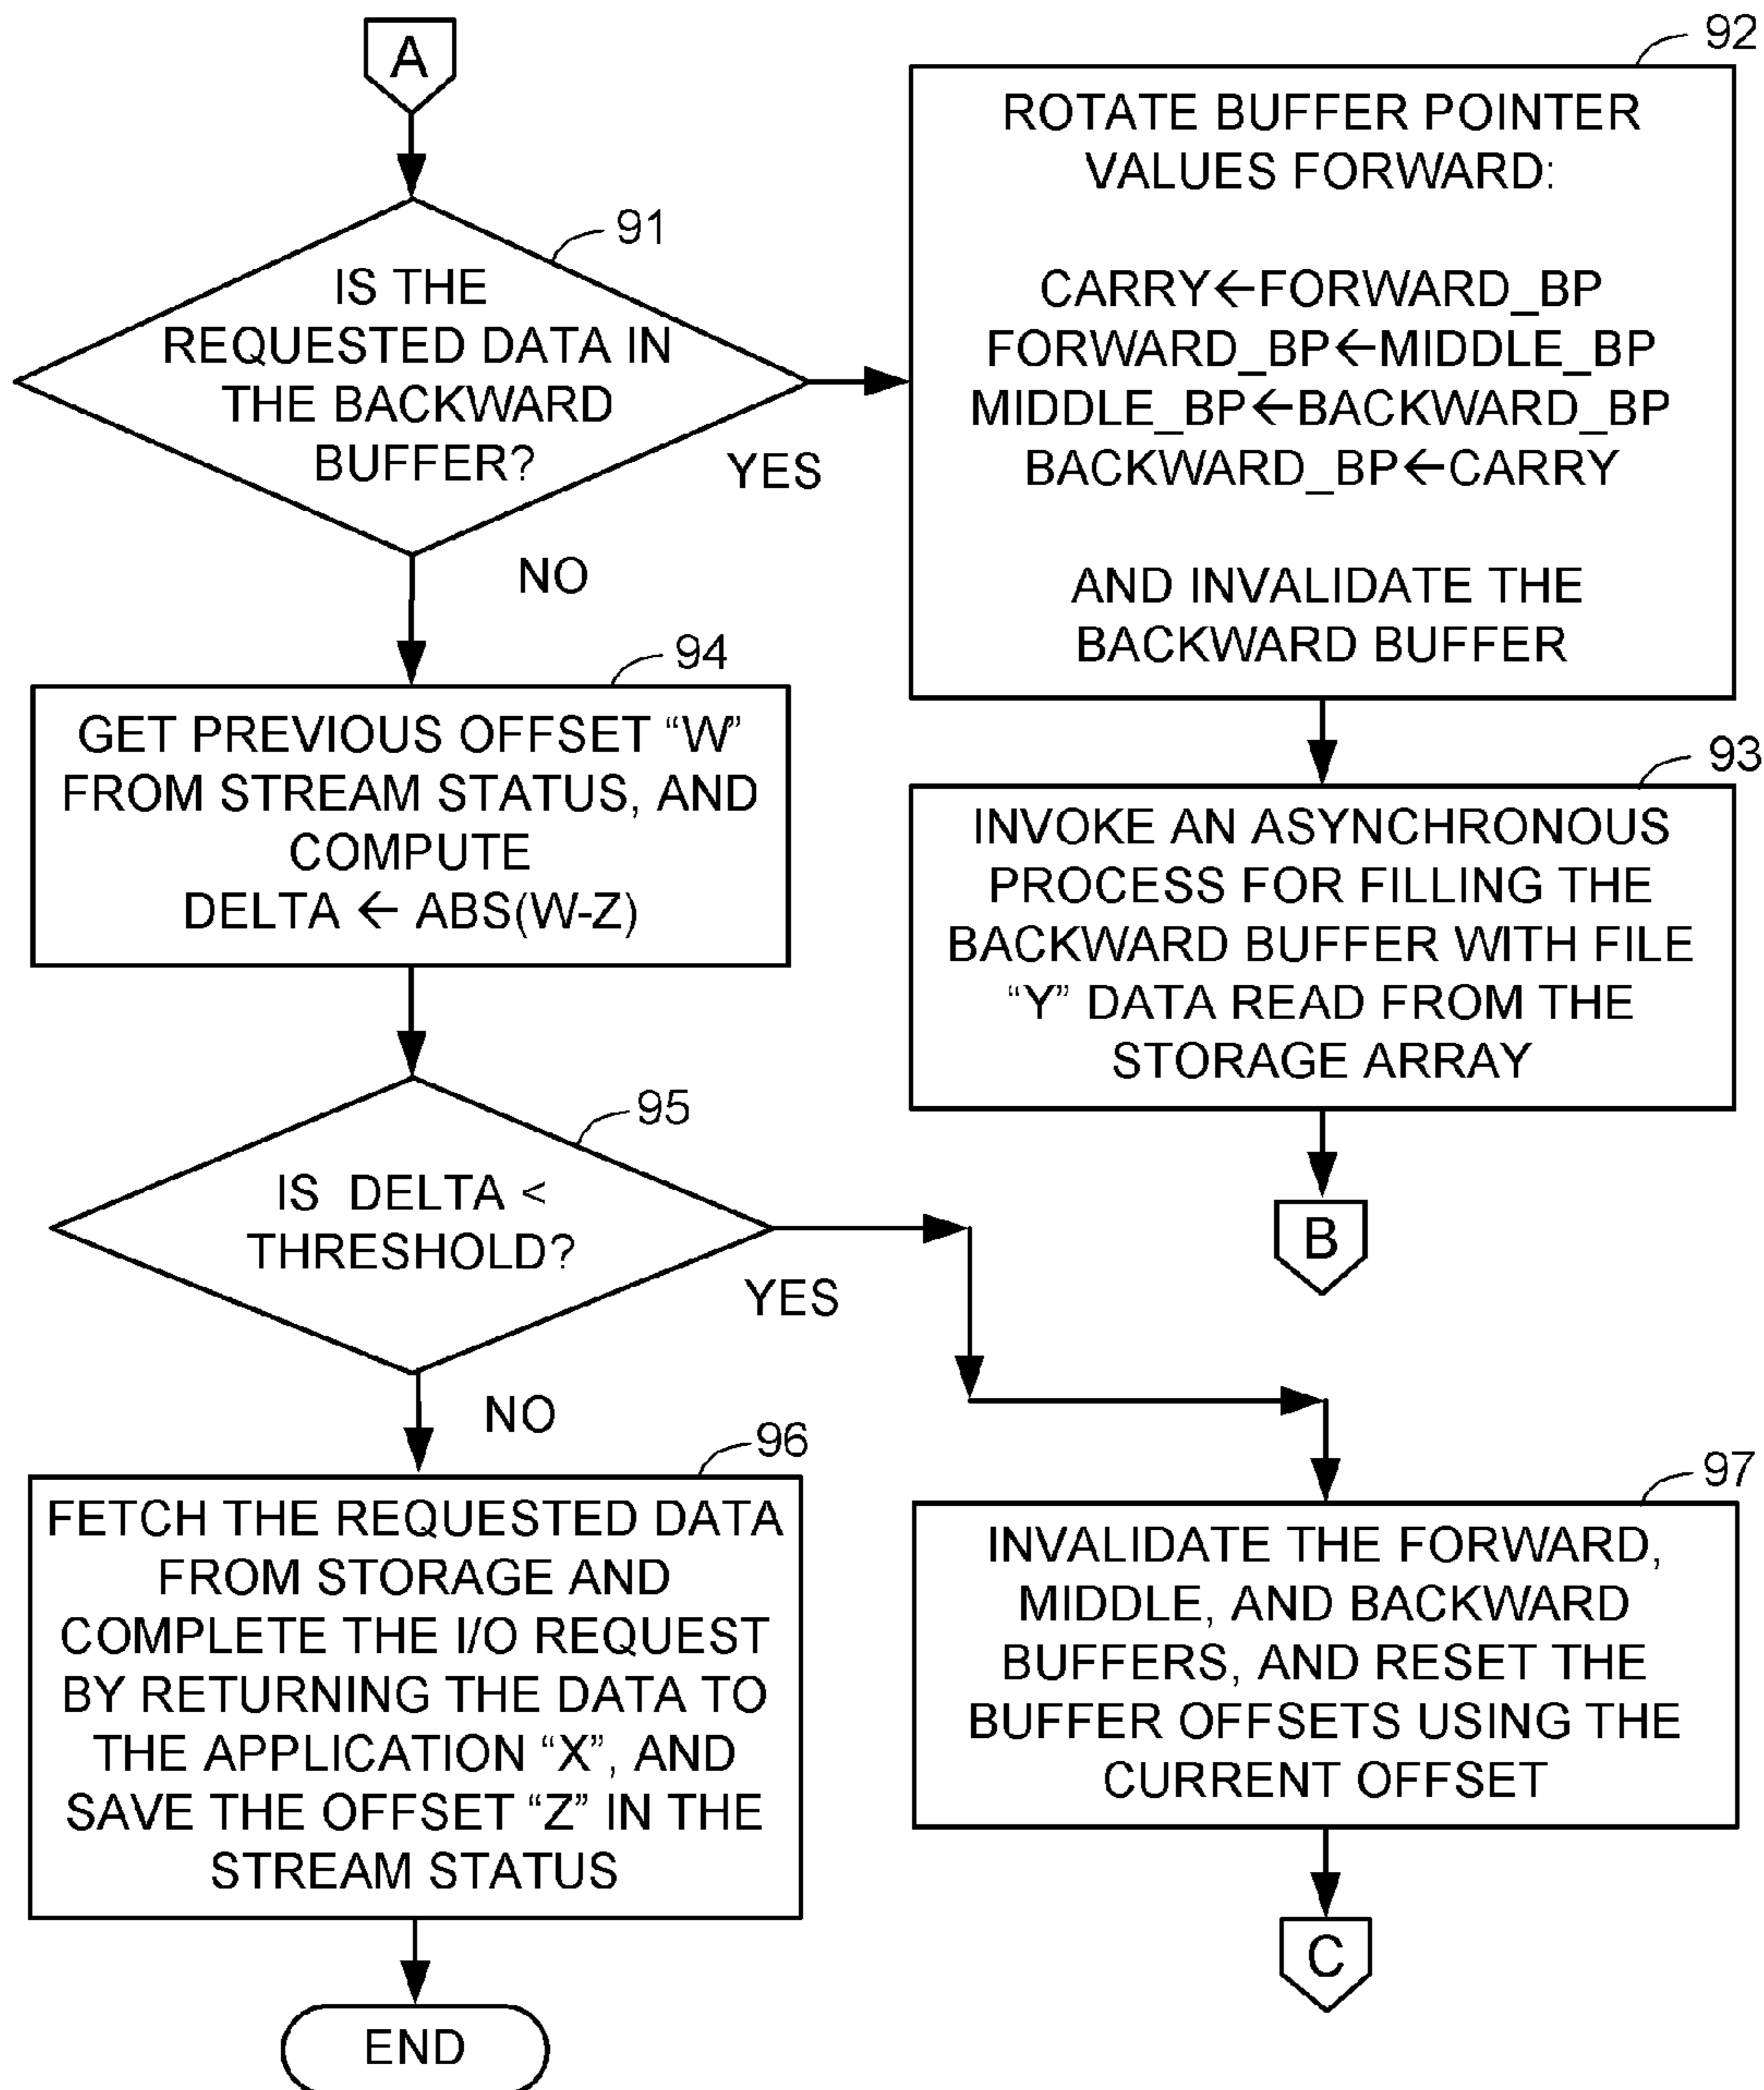 A
91
IS THE
REQUESTED DATA IN
THE BACKWARD
BUFFER?
YES
NO
92
ROTATE BUFFER POINTER
VALUES FORWARD:
CARRY←FORWARD_BP
FORWARD_BP←MIDDLE_BP
MIDDLE_BP←BACKWARD_BP
BACKWARD_BP←CARRY
AND INVALIDATE THE
BACKWARD BUFFER
93
INVOKE AN ASYNCHRONOUS
PROCESS FOR FILLING THE
BACKWARD BUFFER WITH FILE
“Y” DATA READ FROM THE
STORAGE ARRAY
B
94
GET PREVIOUS OFFSET “W”
FROM STREAM STATUS, AND
COMPUTE
DELTA ← ABS(W-Z)
95
IS DELTA <
THRESHOLD?
YES
NO
96
FETCH THE REQUESTED DATA
FROM STORAGE AND
COMPLETE THE I/O REQUEST
BY RETURNING THE DATA TO
THE APPLICATION “X”, AND
SAVE THE OFFSET “Z” IN THE
STREAM STATUS
END
97
INVALIDATE THE FORWARD,
MIDDLE, AND BACKWARD
BUFFERS, AND RESET THE
BUFFER OFFSETS USING THE
CURRENT OFFSET
C